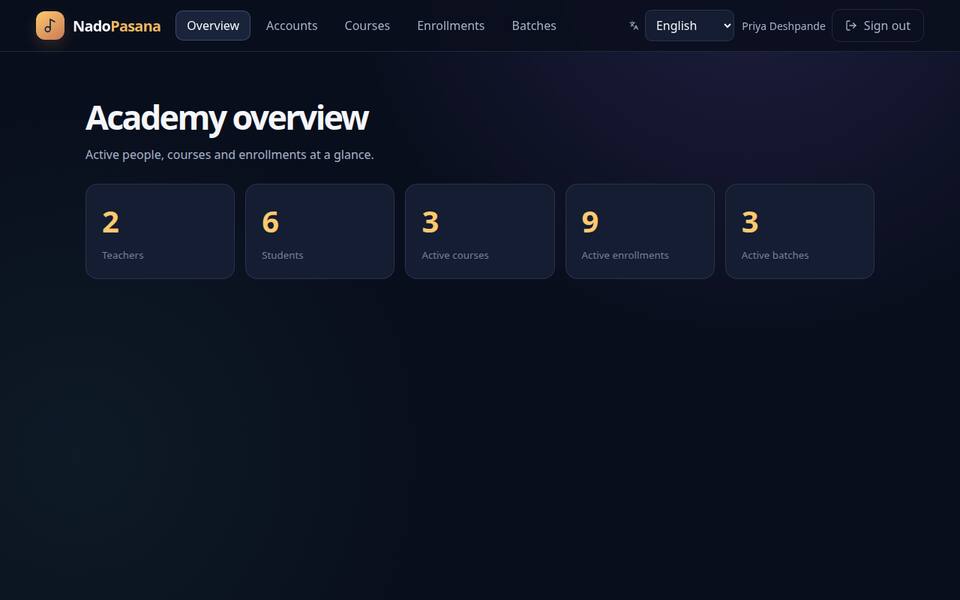 NadoPasana Overview Accounts Courses Enrollments Batches English Priya Deshpande Sign out
Academy overview
Active people, courses and enrollments at a glance.
2 6 3 9 3
Teachers Students Active courses Active enrollments Active batches